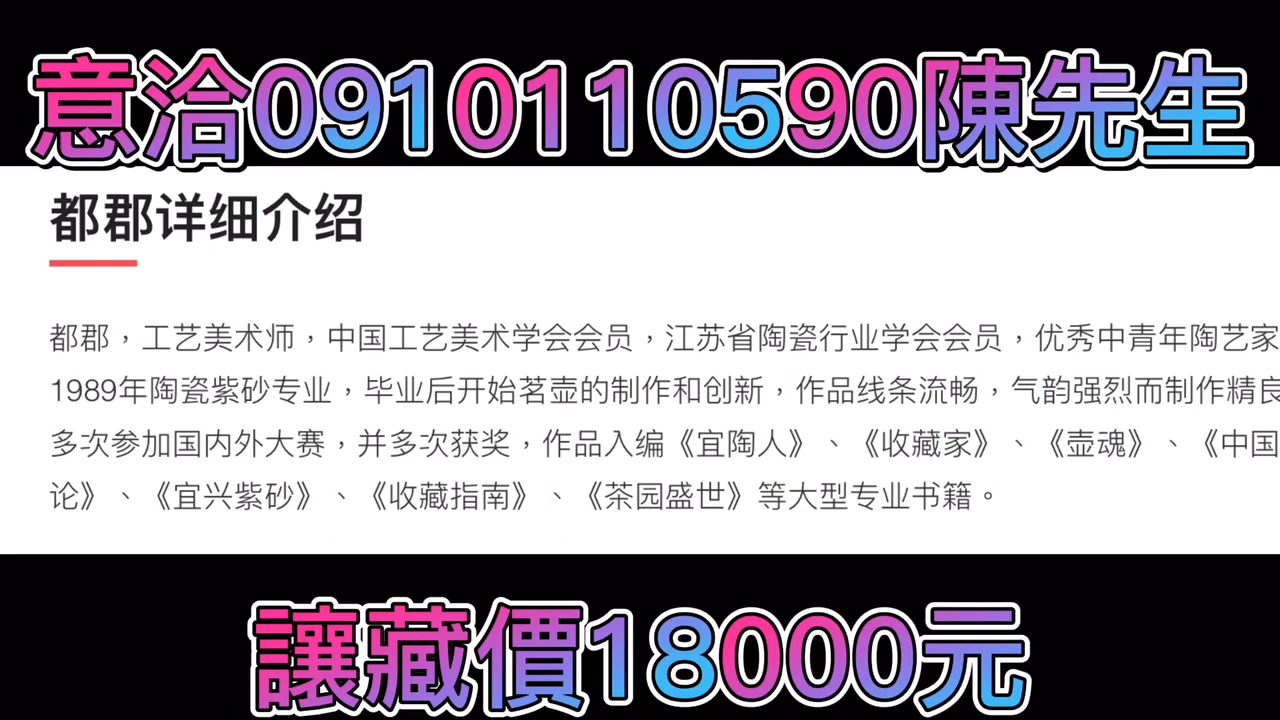 意洽0910110590陳先生
都郡详细介绍
都郡，工艺美术师，中国工艺美术学会会员，江苏省陶瓷行业学会会员，优秀中青年陶艺家
1989年陶瓷紫砂专业，毕业后开始茗壶的制作和创新，作品线条流畅，气韵强烈而制作精良
多次参加国内外大赛，并多次获奖，作品入编《宜陶人》、《收藏家》、《壶魂》、《中国
论》、《宜兴紫砂》、《收藏指南》、《茶园盛世》等大型专业书籍。
讓藏價18000元